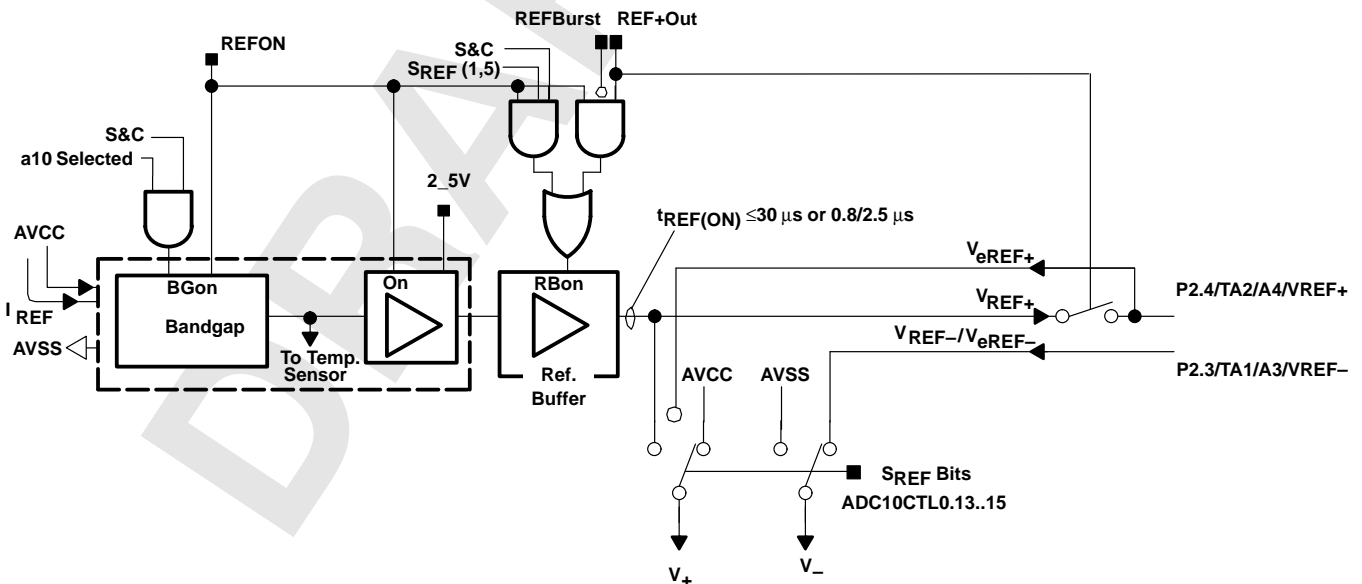 REFBurst REF+Out
REFON
S&C
SREF (1,5)
S&C
a10 Selected
2_5V
tREF(ON) ≤30 μs or 0.8/2.5 μs
AVCC
VeREF+
BGon
On
RBon
P2.4/TA2/A4/VREF+
VREF+
IREF
Bandgap
VREF–/VeREF–
AVSS
To Temp.
Sensor
Ref.
Buffer
AVCC
AVSS
P2.3/TA1/A3/VREF–
SREF Bits
ADC10CTL0.13..15
V+
V–